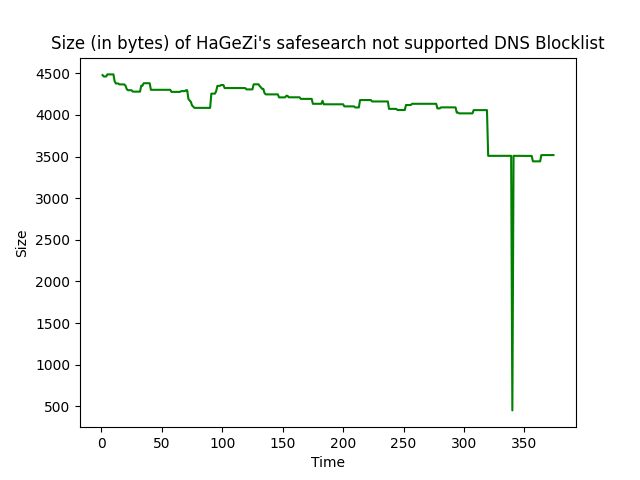 Size (in bytes) of HaGeZi's safesearch not supported DNS Blocklist
4500
4000
3500
3000
2500
2000
1500
1000
500
Size
0 50 100 150 200 250 300 350
Time